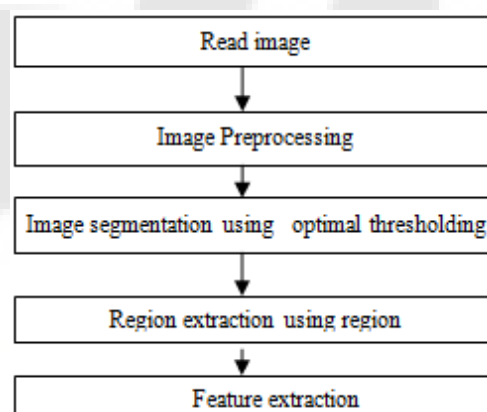 Read image
Image Preprocessing
Image segmentation using optimal thresholding
Region extraction using region
Feature extraction